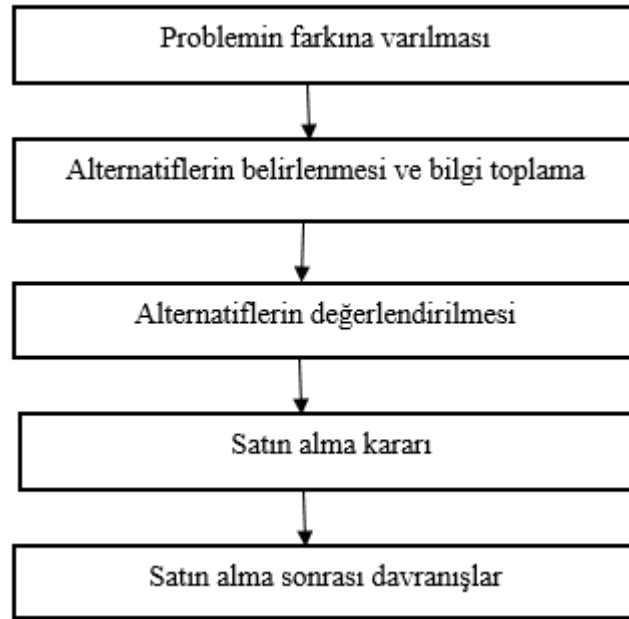 Problemin farkına varılması
Alternatiflerin belirlenmesi ve bilgi toplama
Alternatiflerin değerlendirilmesi
Satın alma kararı
Satın alma sonrası davranışlar